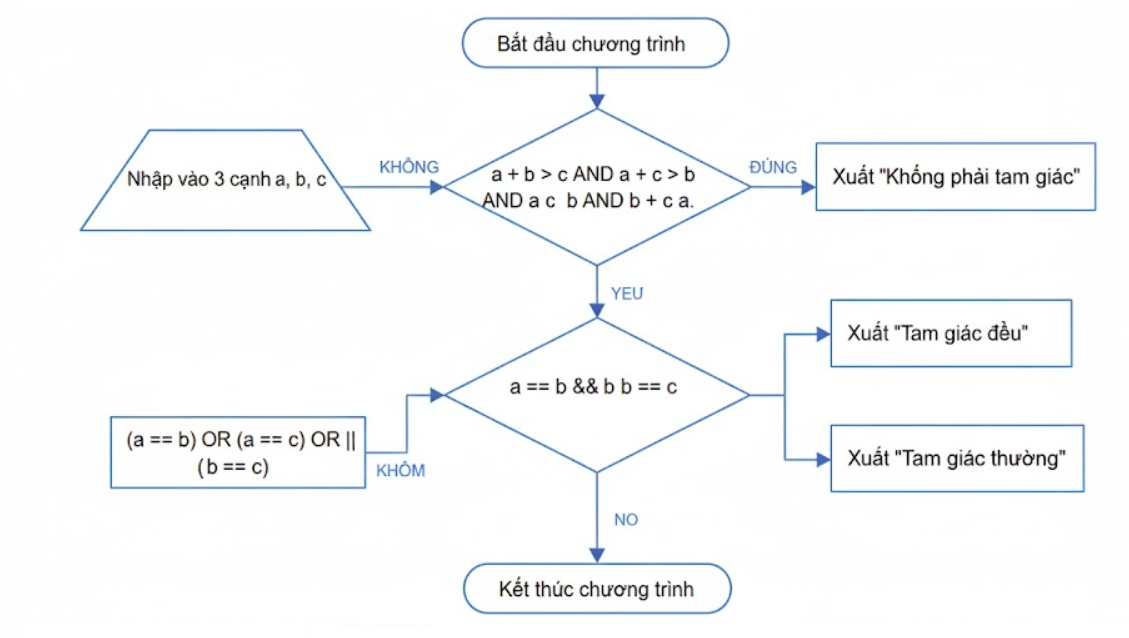 Bắt đầu chương trình
Nhập vào 3 cạnh a, b, c
KHÔNG
a + b > c AND a + c > b
AND a c b AND b + c a.
ĐÚNG
Xuất "Khống phải tam giác"
YEƯ
a == b && b b == c
Xuất "Tam giác đều"
Xuất "Tam giác thường"
(a == b) OR (a == c) OR ||
(b == c)
KHÔM
NO
Kết thúc chương trình